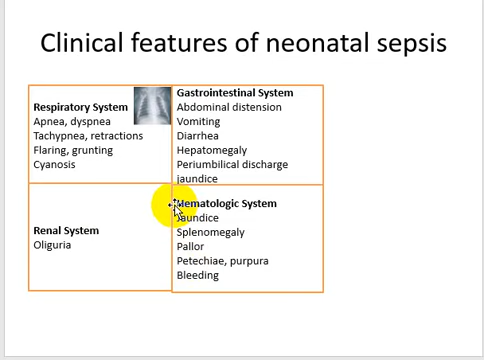 Clinical features of neonatal sepsis
Respiratory System
Apnea, dyspnea
Tachypnea, retractions
Flaring, grunting
Cyanosis
Gastrointestinal System
Abdominal distension
Vomiting
Diarrhea
Hepatomegaly
Periumbilical discharge
jaundice
Renal System
Oliguria
Hematologic System
Jaundice
Splenomegaly
Pallor
Petechiae, purpura
Bleeding